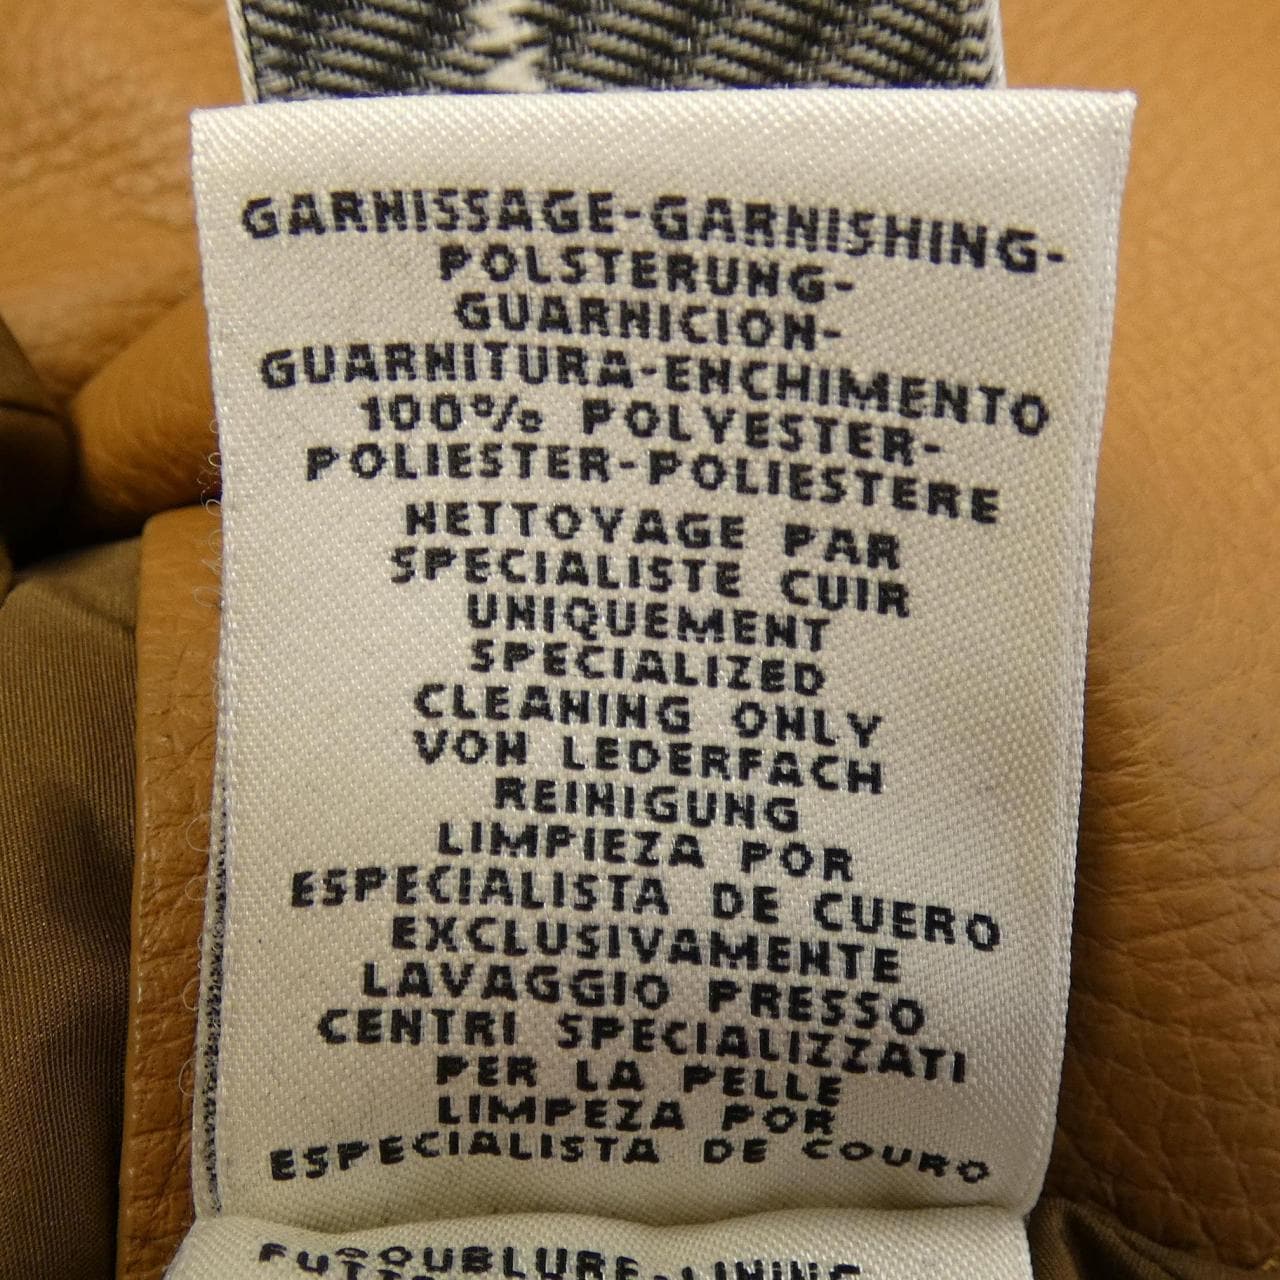 GARNISSAGE-GARNISHING-
POLSTERUNG-
GUARNICION-
GUARNITURA-ENCHIMENTO
100% POLYESTER-
POLIESTER-POLIESTERE
NETTOYAGE PAR
SPECIALISTE CUIR
UNIQUEMENT
SPECIALIZED
CLEANING ONLY
VON LEDERFACH
REINIGUNG
LIMPIEZA POR
ESPECIALISTA DE CUERO
EXCLUSIVAMENTE
LAVAGGIO PRESSO
CENTRI SPECIALIZZATI
PER LA PELLE
LIMPEZA POR
ESPECIALISTA DE COURO